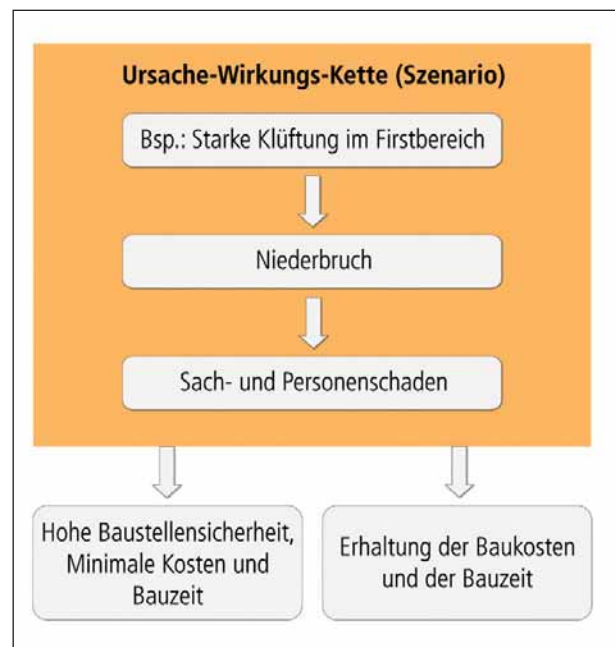 Ursache-Wirkungs-Kette (Szenario)
Bsp.: Starke Klüftung im Firstbereich
Niederbruch
Sach- und Personenschaden
Hohe Baustellensicherheit,
Minimale Kosten und
Bauzeit
Erhaltung der Baukosten
und der Bauzeit